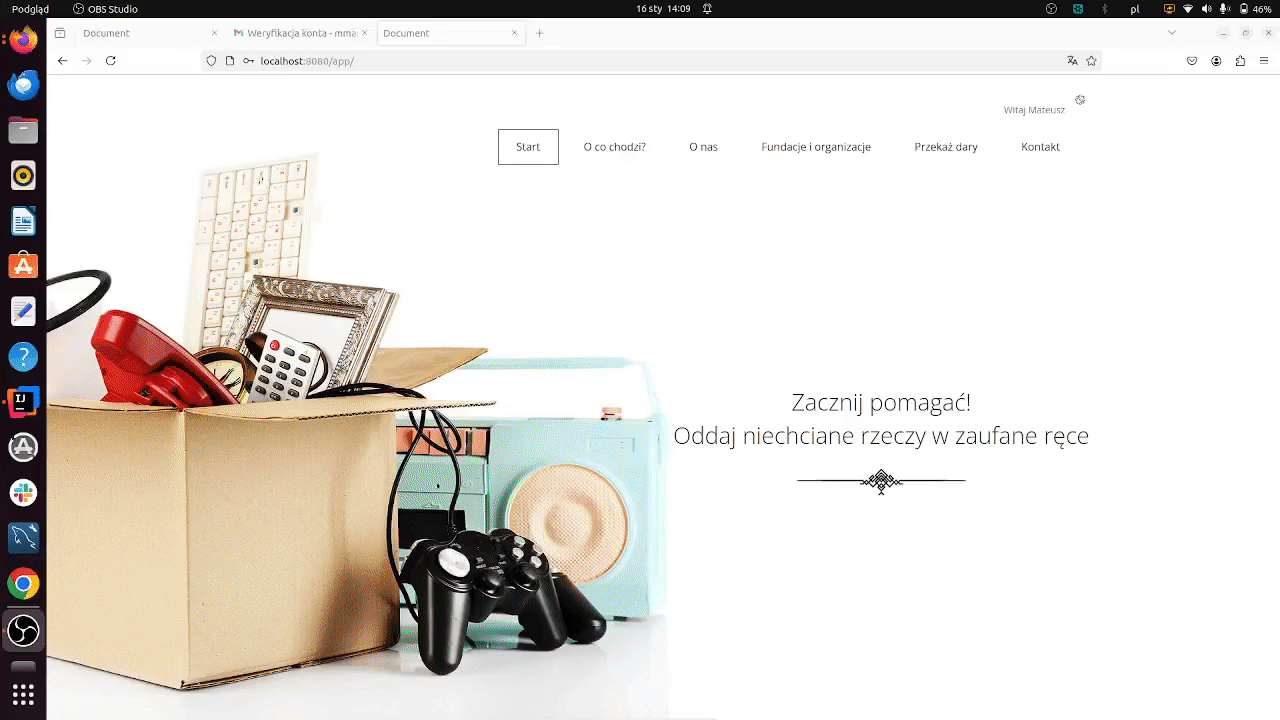 Podgląd
OBS Studio
16 sty 14:09
pl
46%
Document
Weryfikacja konta - mma
Document
localhost:8080/app/
Witaj Mateusz
Start
O co chodzi?
O nas
Fundacje i organizacje
Przekaż dary
Kontakt
Zacznij pomagać!
Oddaj niechciane rzeczy w zaufane ręce